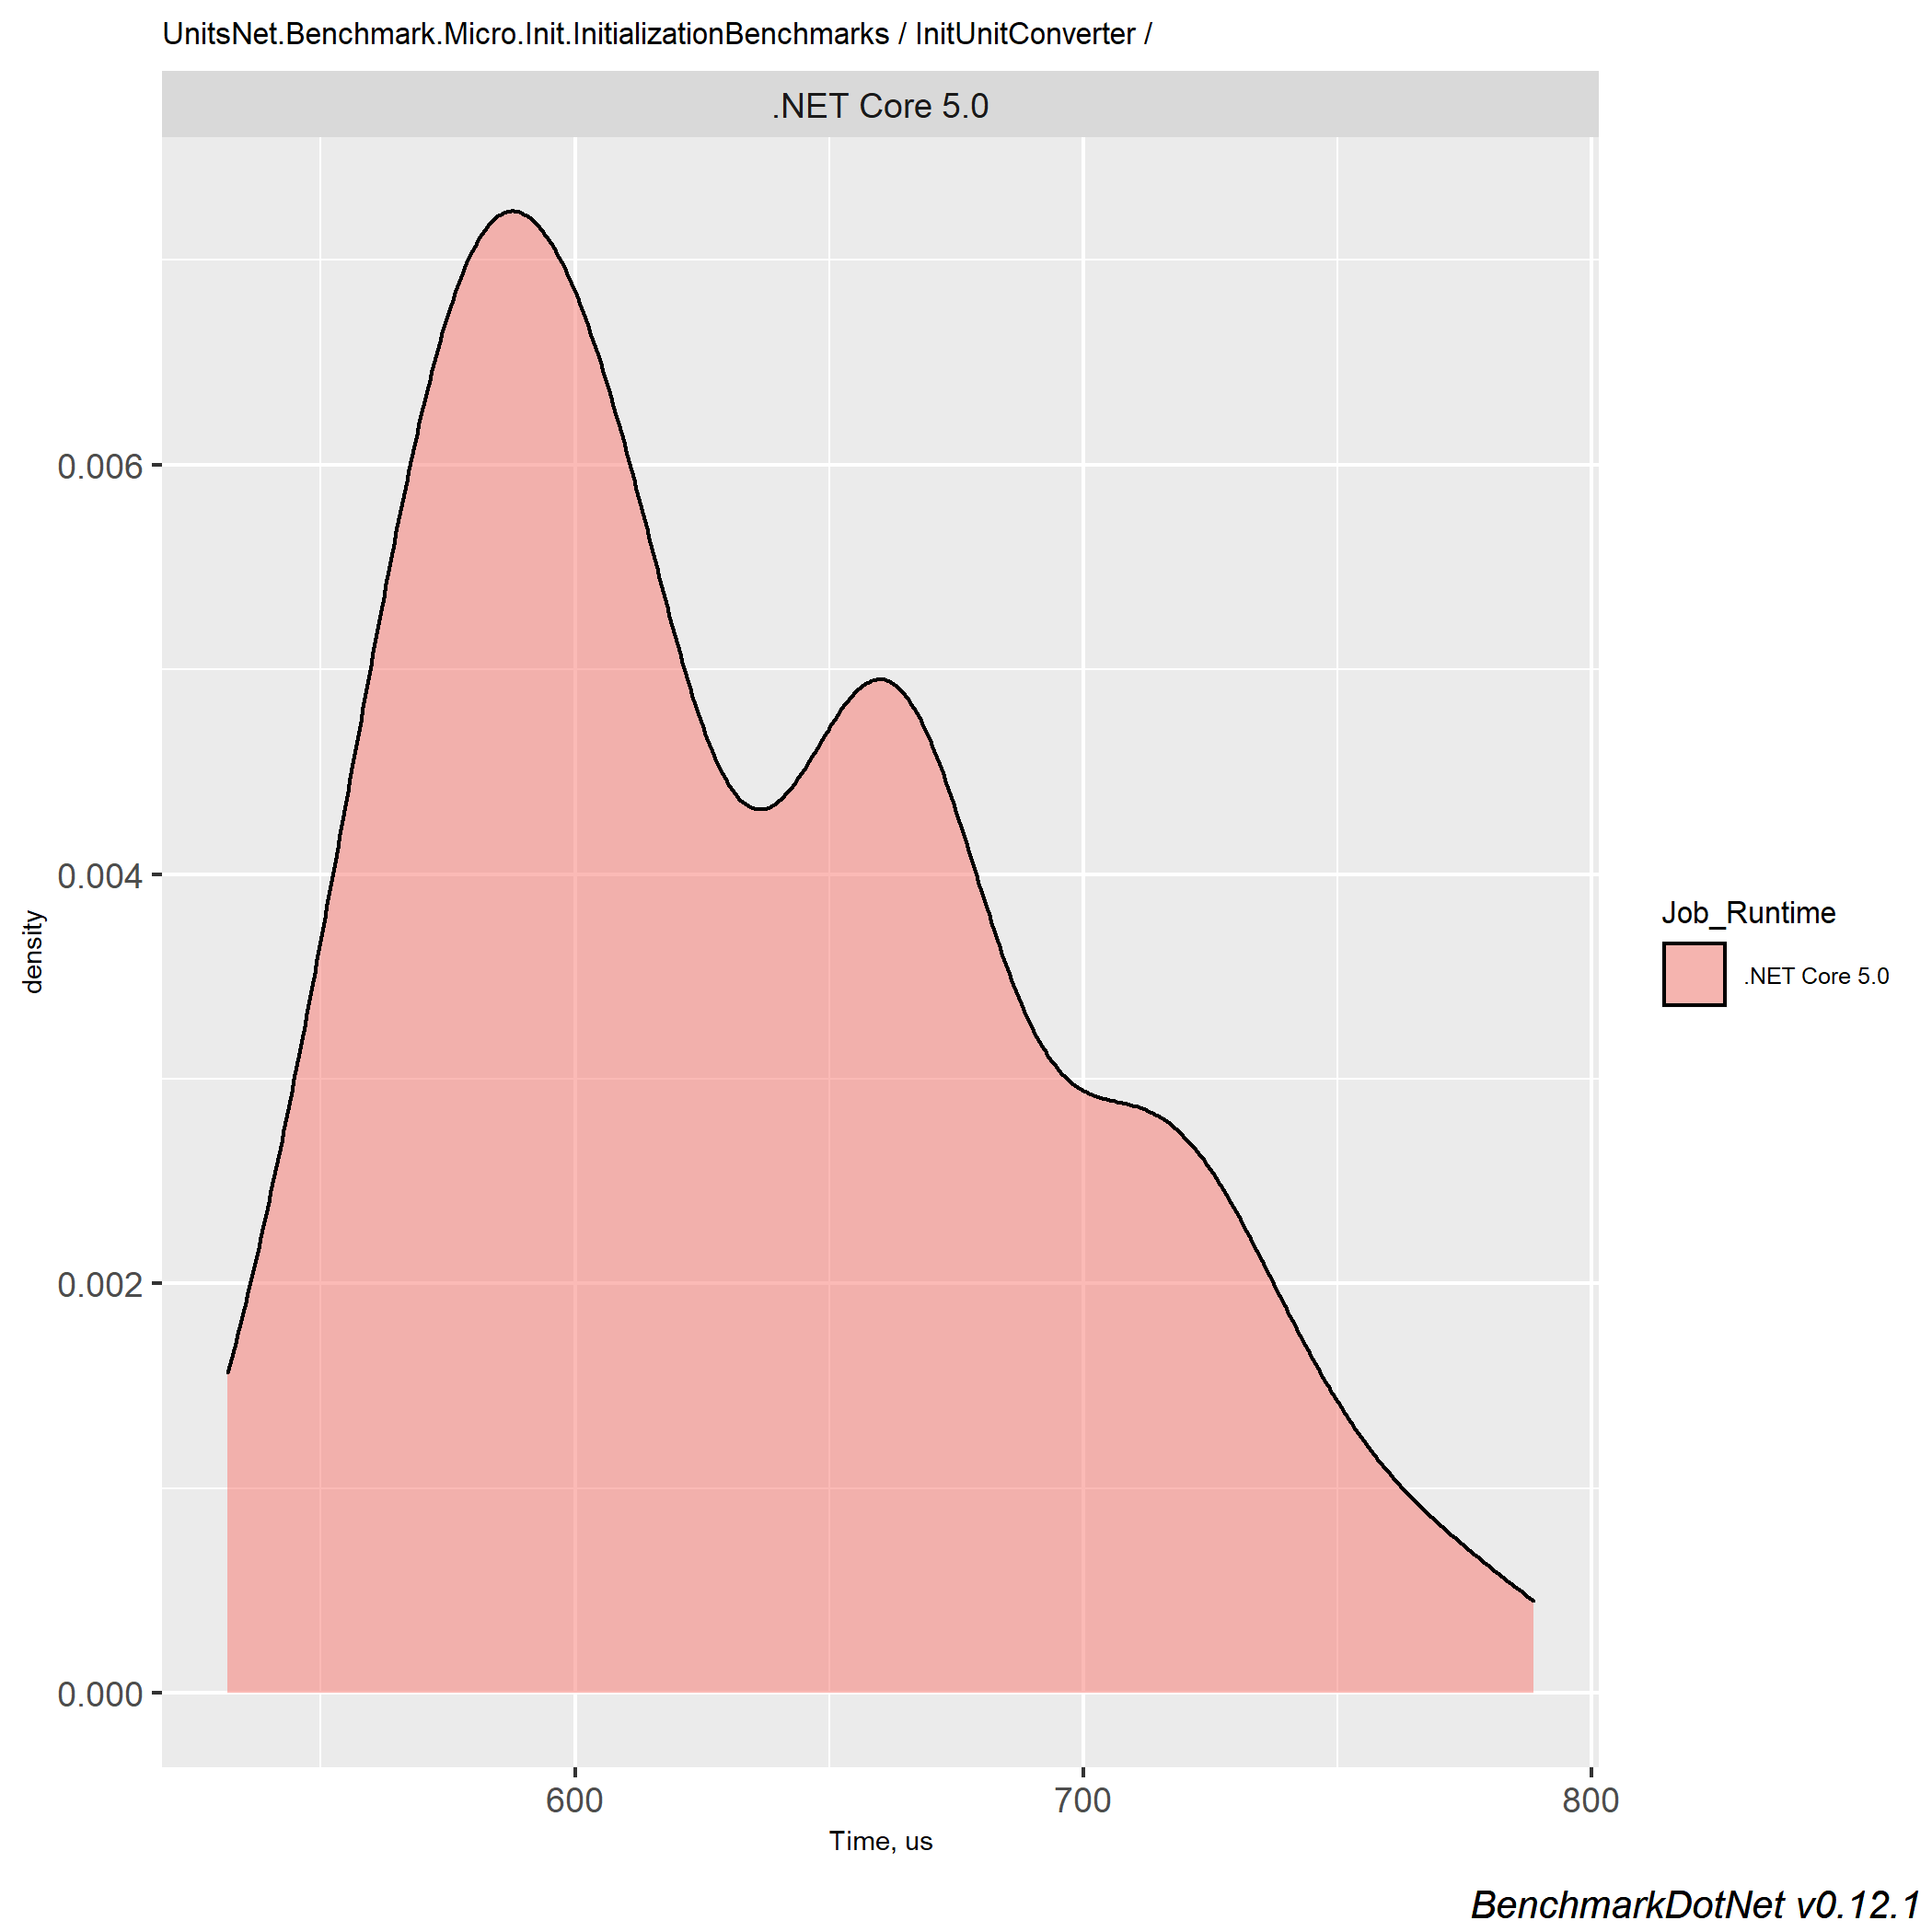 UnitsNet.Benchmark.Micro.Init.InitializationBenchmarks / InitUnitConverter /
.NET Core 5.0
0.006
0.004
0.002
0.000
density
600 700 800
Time, us
Job_Runtime
.NET Core 5.0
BenchmarkDotNet v0.12.1